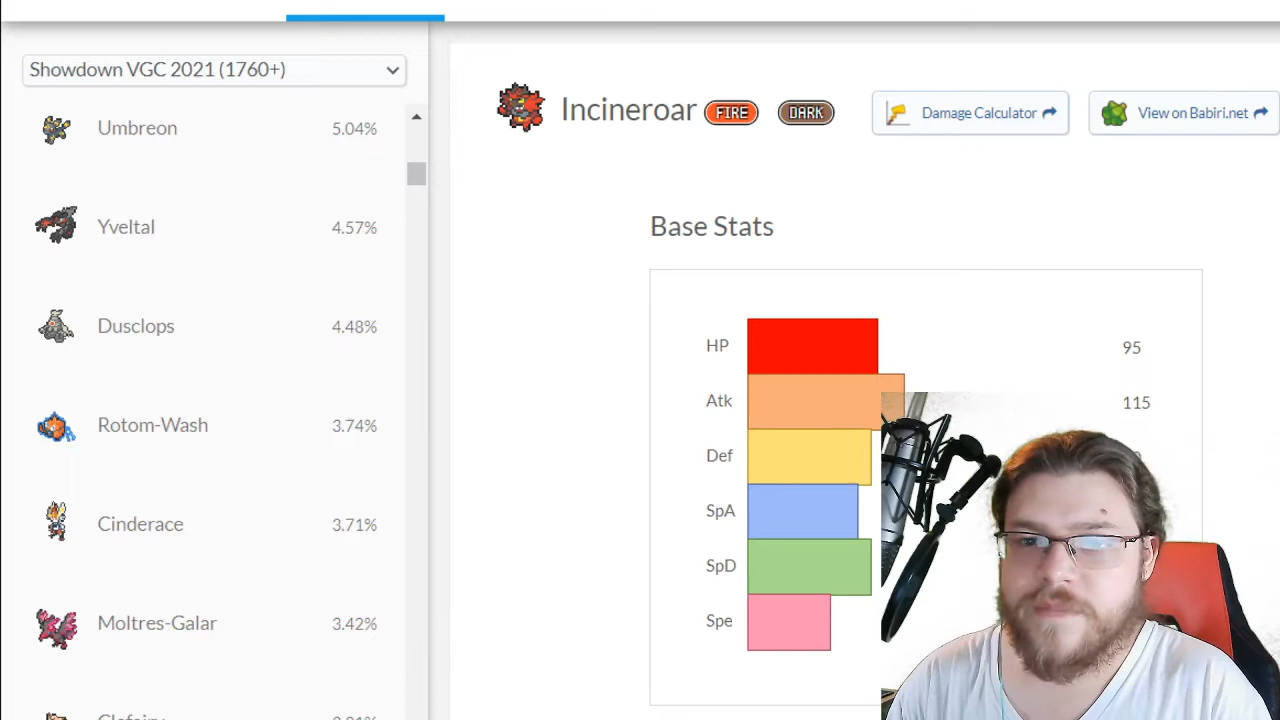 Showdown VGC 2021 (1760+)
Umbreon 5.04%
Yveltal 4.57%
Dusclops 4.48%
Rotom-Wash 3.74%
Cinderace 3.71%
Moltres-Galar 3.42%
Incineroar FIRE DARK
Damage Calculator
View on Babiri.net
Base Stats
HP 95
Atk 115
Def
SpA
SpD
Spe